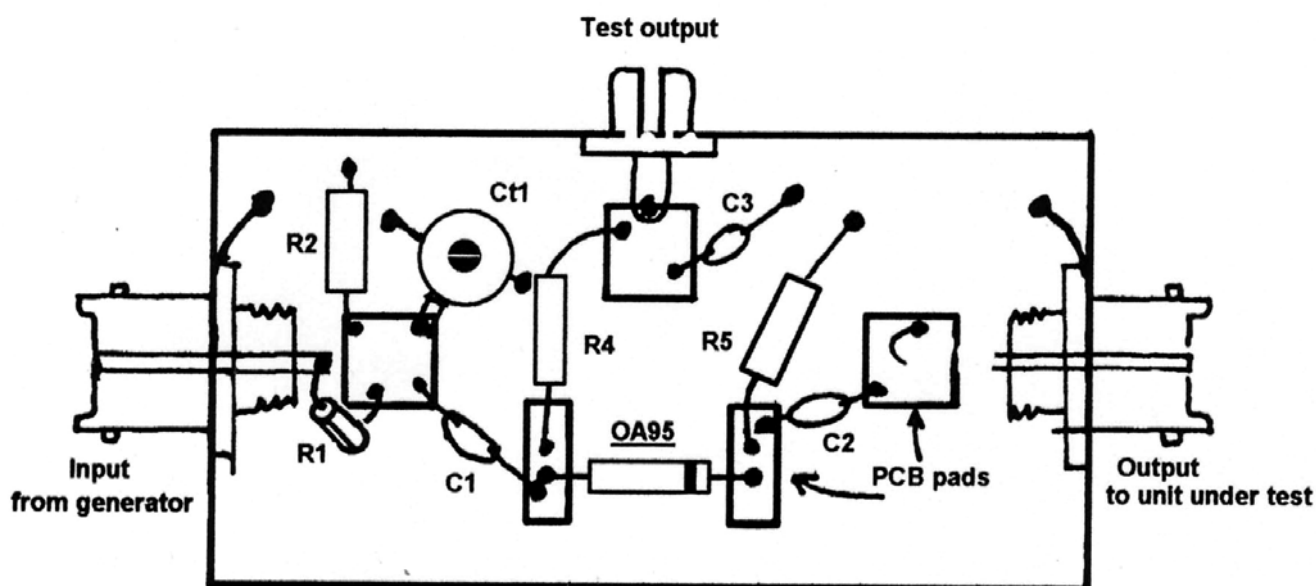 Test output
Ct1
C3
R2
R4
R5
R1
C1
OA95
C2
PCB pads
Input
from generator
Output
to unit under test